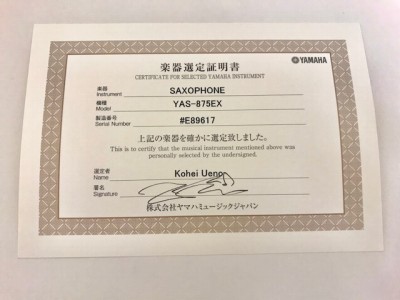 楽器選定証明書
CERTIFICATE FOR SELECTED YAMAHA INSTRUMENT
YAMAHA
楽器
Instrument SAXOPHONE
機種
Model YAS-875EX
製造番号
Serial Number #E89617
上記の楽器を確かに選定致しました。
This is to certify that the musical instrument mentioned above was
personally selected by the undersigned.
選定者
Name Kohei Ueno
署名
Signature
株式会社ヤマハミュージックジャパン